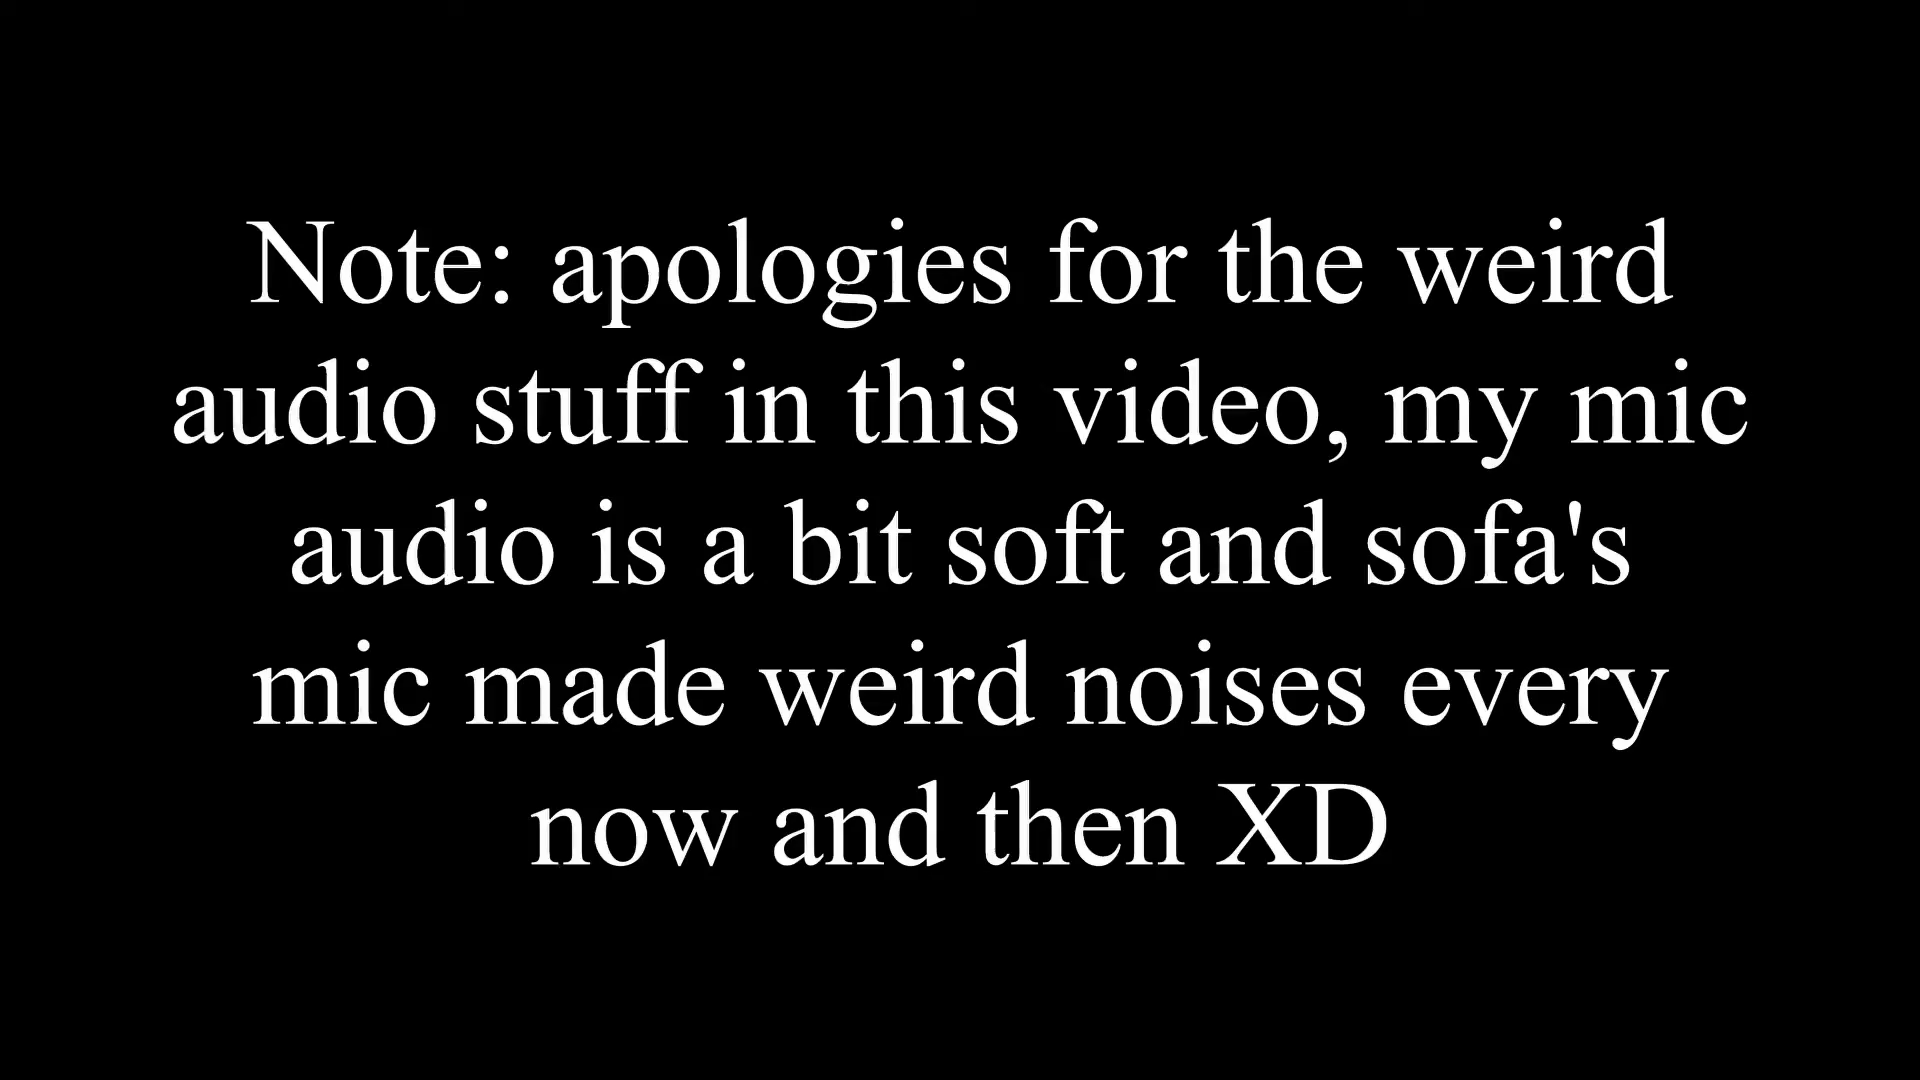 Note: apologies for the weird
audio stuff in this video, my mic
audio is a bit soft and sofa's
mic made weird noises every
now and then XD